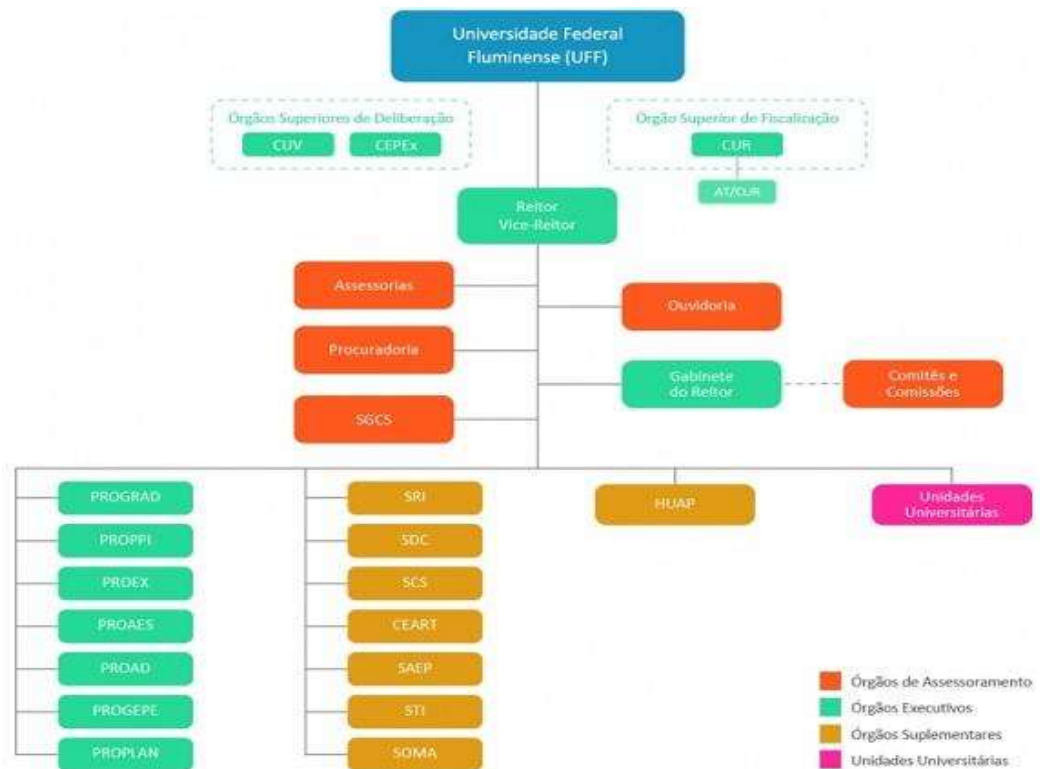 Universidade Federal
Fluminense (UFF)
Órgãos Superiores de Deliberação
CUV
CEPEx
Órgão Superior de Fiscalização
CUR
AT/CUR
Reitor
Vice-Reitor
Assessorias
Ouvidoria
Procuradoria
Gabinete
do Reitor
Comitês e
Comissões
SGCS
PROGRAD
PROPPI
PROEX
PROAES
PROAD
PROGEPE
PROPLAN
SRI
SDC
SCS
CEART
SAEP
STI
SOMA
HUAP
Unidades
Universitárias
Órgãos de Assessoramento
Órgãos Executivos
Órgãos Suplementares
Unidades Universitárias